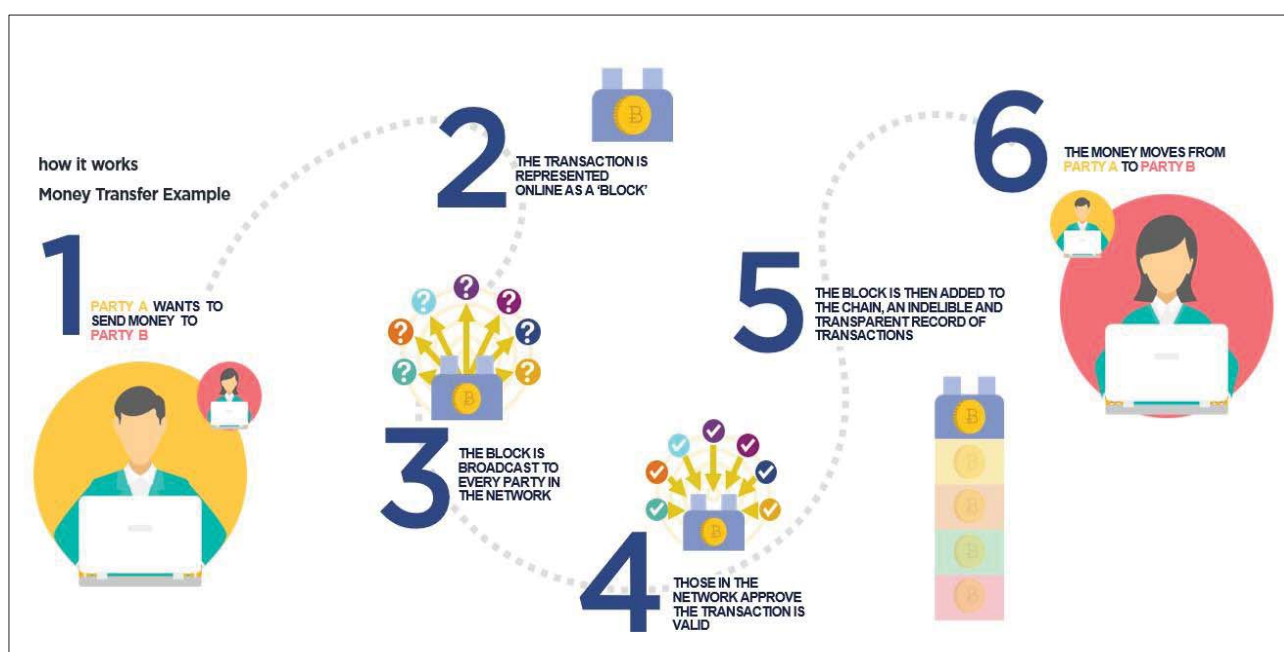 how it works
Money Transfer Example
1
PARTY A WANTS TO
SEND MONEY TO
PARTY B
2
THE TRANSACTION IS
REPRESENTED
ONLINE AS A ‘BLOCK’
3
THE BLOCK IS
BROADCAST TO
EVERY PARTY IN
THE NETWORK
4
THOSE IN THE
NETWORK APPROVE
THE TRANSACTION IS
VALID
5
THE BLOCK IS THEN ADDED TO
THE CHAIN, AN INDELIBLE AND
TRANSPARENT RECORD OF
TRANSACTIONS
6
THE MONEY MOVES FROM
PARTY A TO PARTY B